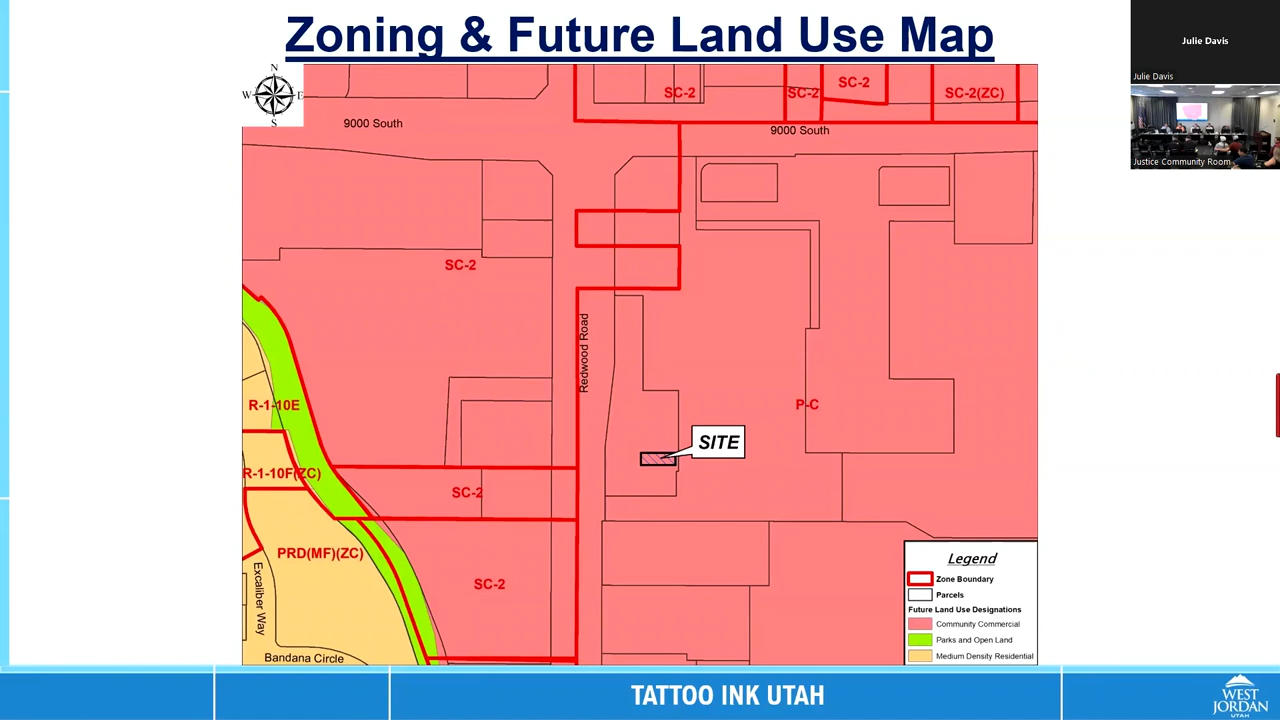 Zoning & Future Land Use Map
Julie Davis
Julie Davis
Justice Community Room
N
W E
S
9000 South
9000 South
SC-2
SC-2
SC-2
SC-2(ZC)
SC-2
Redwood Road
P-C
R-1-10E
SITE
R-1-10F(ZC)
SC-2
PRD(MF)(ZC)
SC-2
Excaliber Way
Bandana Circle
Legend
Zone Boundary
Parcels
Future Land Use Designations
Community Commercial
Parks and Open Land
Medium Density Residential
TATTOO INK UTAH
WEST
JORDAN
UTAH